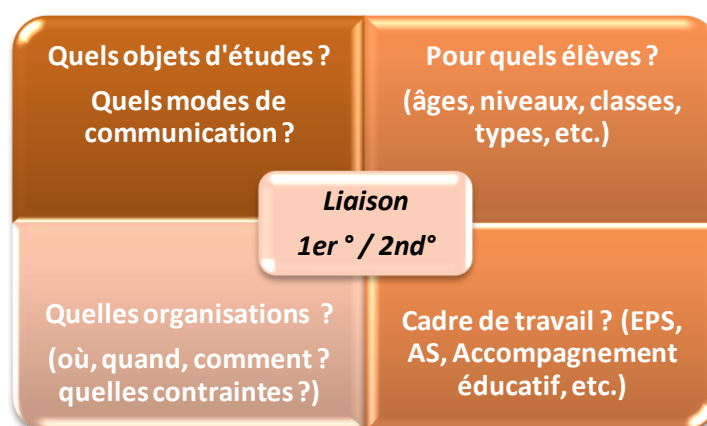 Quels objets d'études ?
Quels modes de
communication ?
Pour quels élèves ?
(âges, niveaux, classes,
types, etc.)
Liaison
1er ° / 2nd°
Quelles organisations  ?
(où, quand, comment ?
quelles contraintes ?)
Cadre de travail ? (EPS,
AS, Accompagnement
éducatif, etc.)